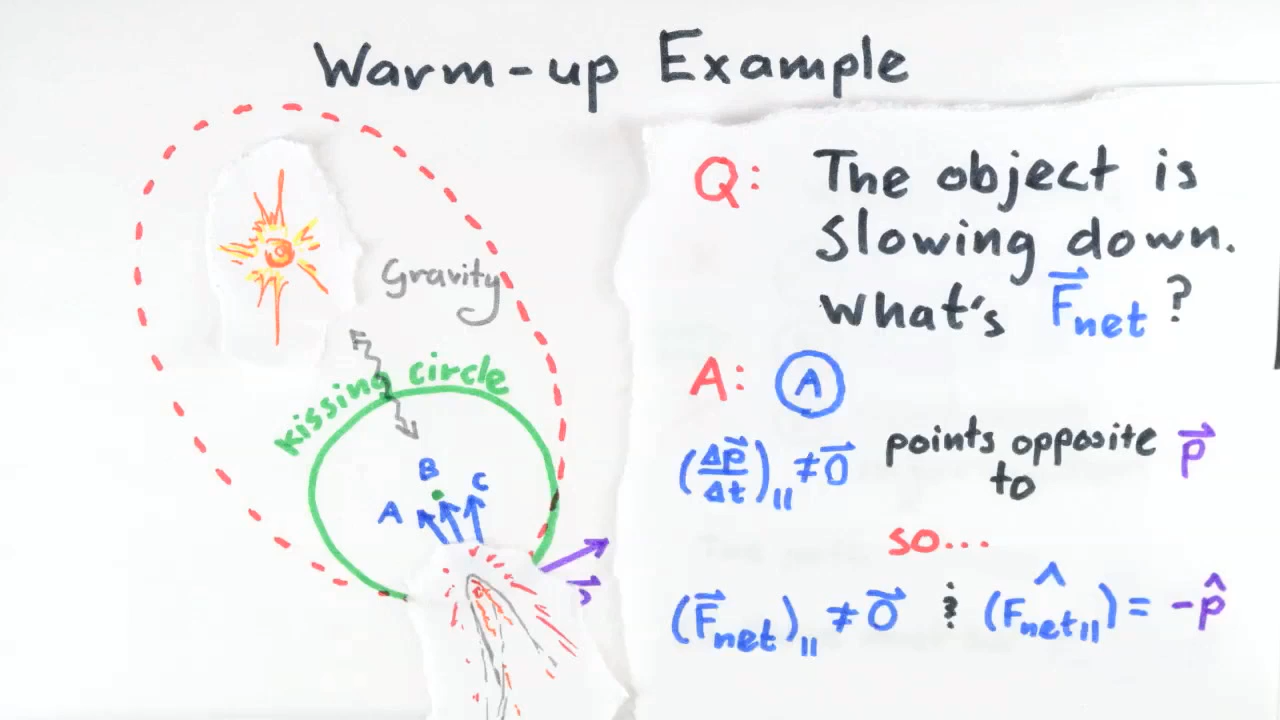 Warm-up Example
Q: The object is
slowing down.
What's F⃗net ?
Gravity
kissing circle
A: Ⓐ
B
C
A
(Δp⃗/Δt)|| ≠ 0⃗ points opposite to p⃗
so...
p⃗
(F⃗net)|| ≠ 0⃗ & (F̂net||) = -p̂